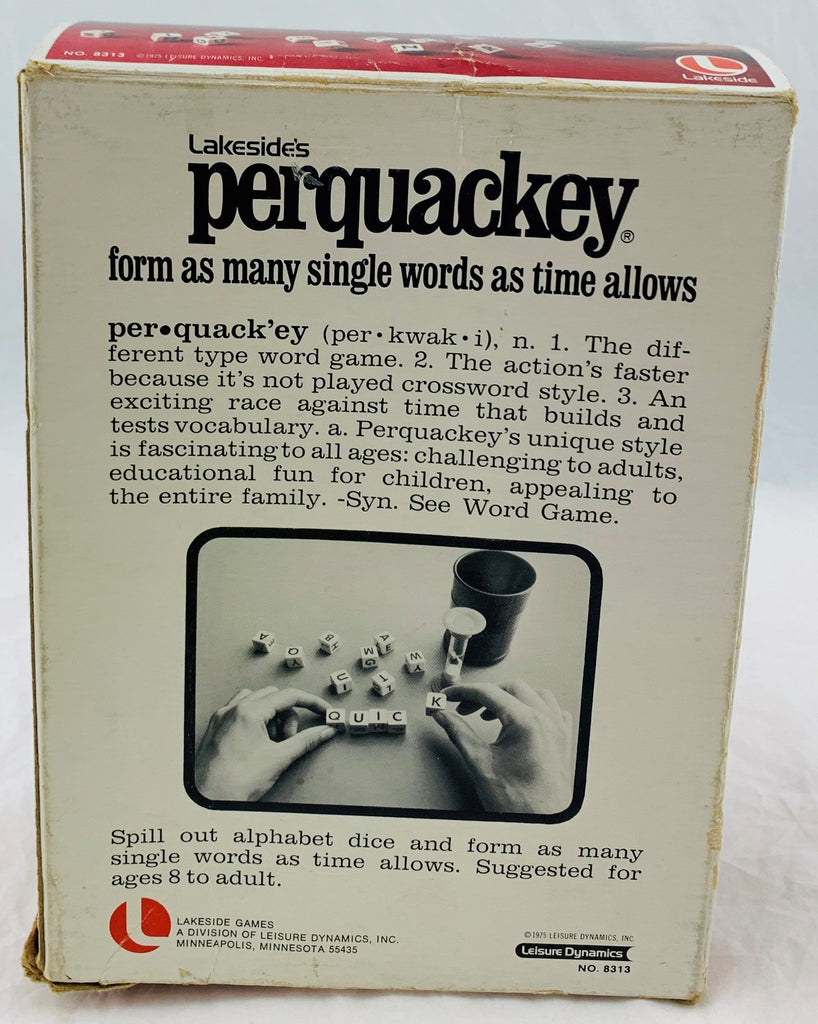 NO. 8313 ©1975 LEISURE DYNAMICS, INC.
Lakeside
Lakeside's
perquackey®
form as many single words as time allows
per•quack'ey (per·kwak·i), n. 1. The dif-
ferent type word game. 2. The action's faster
because it's not played crossword style. 3. An
exciting race against time that builds and
tests vocabulary. a. Perquackey's unique style
is fascinating to all ages: challenging to adults,
educational fun for children, appealing to
the entire family. -Syn. See Word Game.
QUIC K
Spill out alphabet dice and form as many
single words as time allows. Suggested for
ages 8 to adult.
LAKESIDE GAMES
A DIVISION OF LEISURE DYNAMICS, INC.
MINNEAPOLIS, MINNESOTA 55435
©1975 LEISURE DYNAMICS, INC.
Leisure Dynamics
NO. 8313